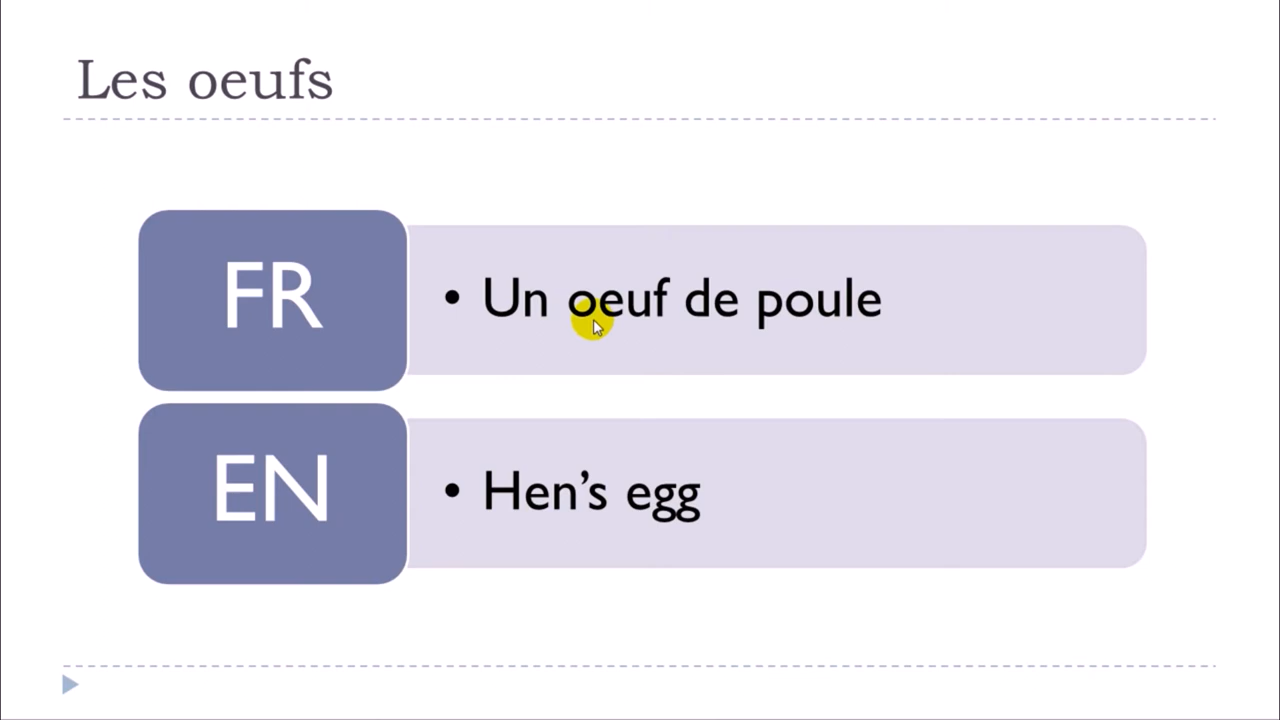 Les oeufs
FR
• Un oeuf de poule
EN
• Hen’s egg